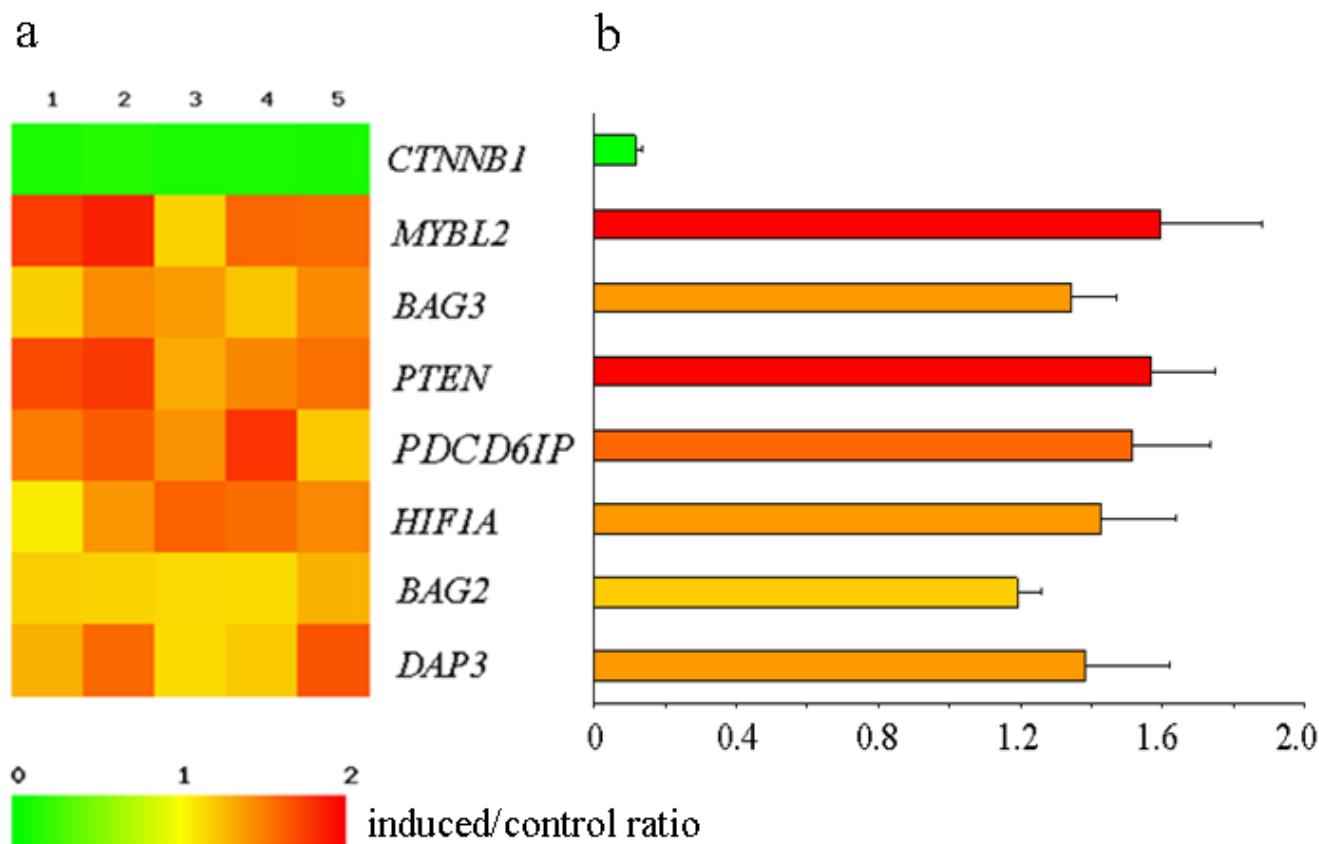 a b
1 2 3 4 5
CTNNB1
MYBL2
BAG3
PTEN
PDCD6IP
HIF1A
BAG2
DAP3
0 0.4 0.8 1.2 1.6 2.0
0 1 2
induced/control ratio